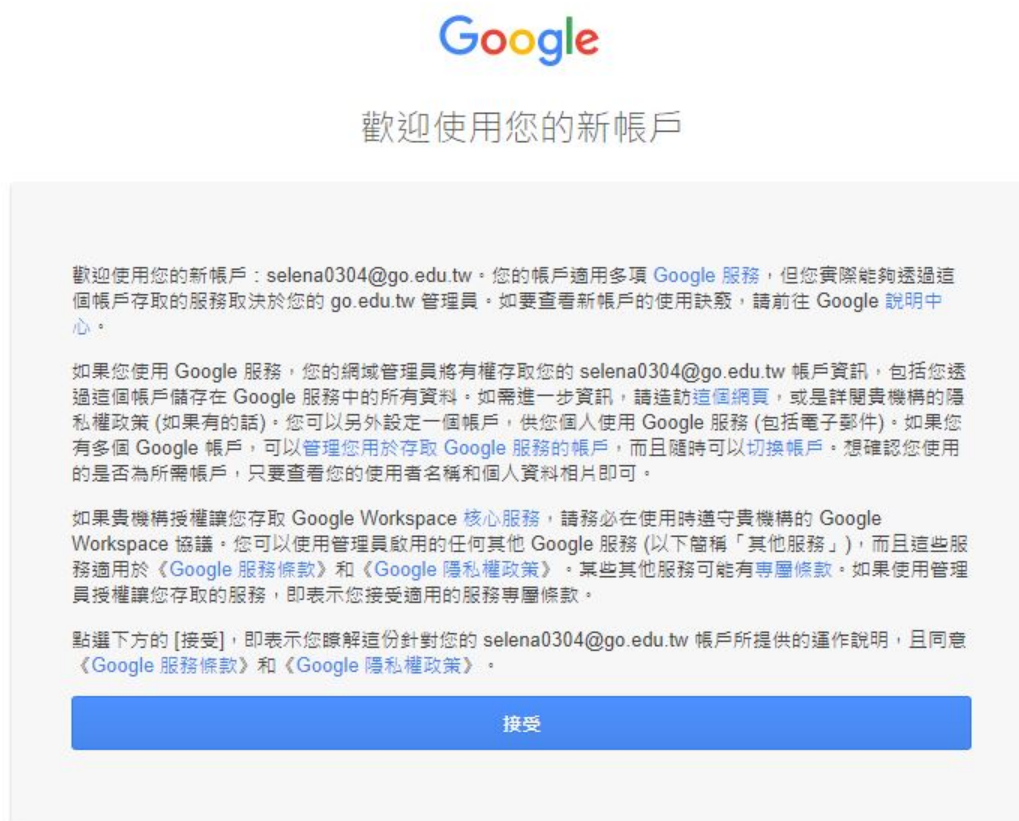 Google
歡迎使用您的新帳戶
歡迎使用您的新帳戶：selena0304@go.edu.tw。您的帳戶適用多項 Google 服務，但您實際能夠透過這
個帳戶存取的服務取決於您的 go.edu.tw 管理員。如要查看新帳戶的使用訣竅，請前往 Google 說明中
心。
如果您使用 Google 服務，您的網域管理員將有權存取您的 selena0304@go.edu.tw 帳戶資訊，包括您透
過這個帳戶儲存在 Google 服務中的所有資料。如需進一步資訊，請造訪這個網頁，或是詳閱貴機構的隱
私權政策 (如果有的話)。您可以另外設定一個帳戶，供您個人使用 Google 服務 (包括電子郵件)。如果您
有多個 Google 帳戶，可以管理您用於存取 Google 服務的帳戶，而且隨時可以切換帳戶。想確認您使用
的是否為所需帳戶，只要查看您的使用者名稱和個人資料相片即可。
如果貴機構授權讓您存取 Google Workspace 核心服務，請務必在使用時遵守貴機構的 Google
Workspace 協議。您可以使用管理員啟用的任何其他 Google 服務 (以下簡稱「其他服務」)，而且這些服
務適用於《Google 服務條款》和《Google 隱私權政策》。某些其他服務可能有專屬條款。如果使用管理
員授權讓您存取的服務，即表示您接受適用的服務專屬條款。
點選下方的 [接受]，即表示您瞭解這份針對您的 selena0304@go.edu.tw 帳戶所提供的運作說明，且同意
《Google 服務條款》和《Google 隱私權政策》。
接受